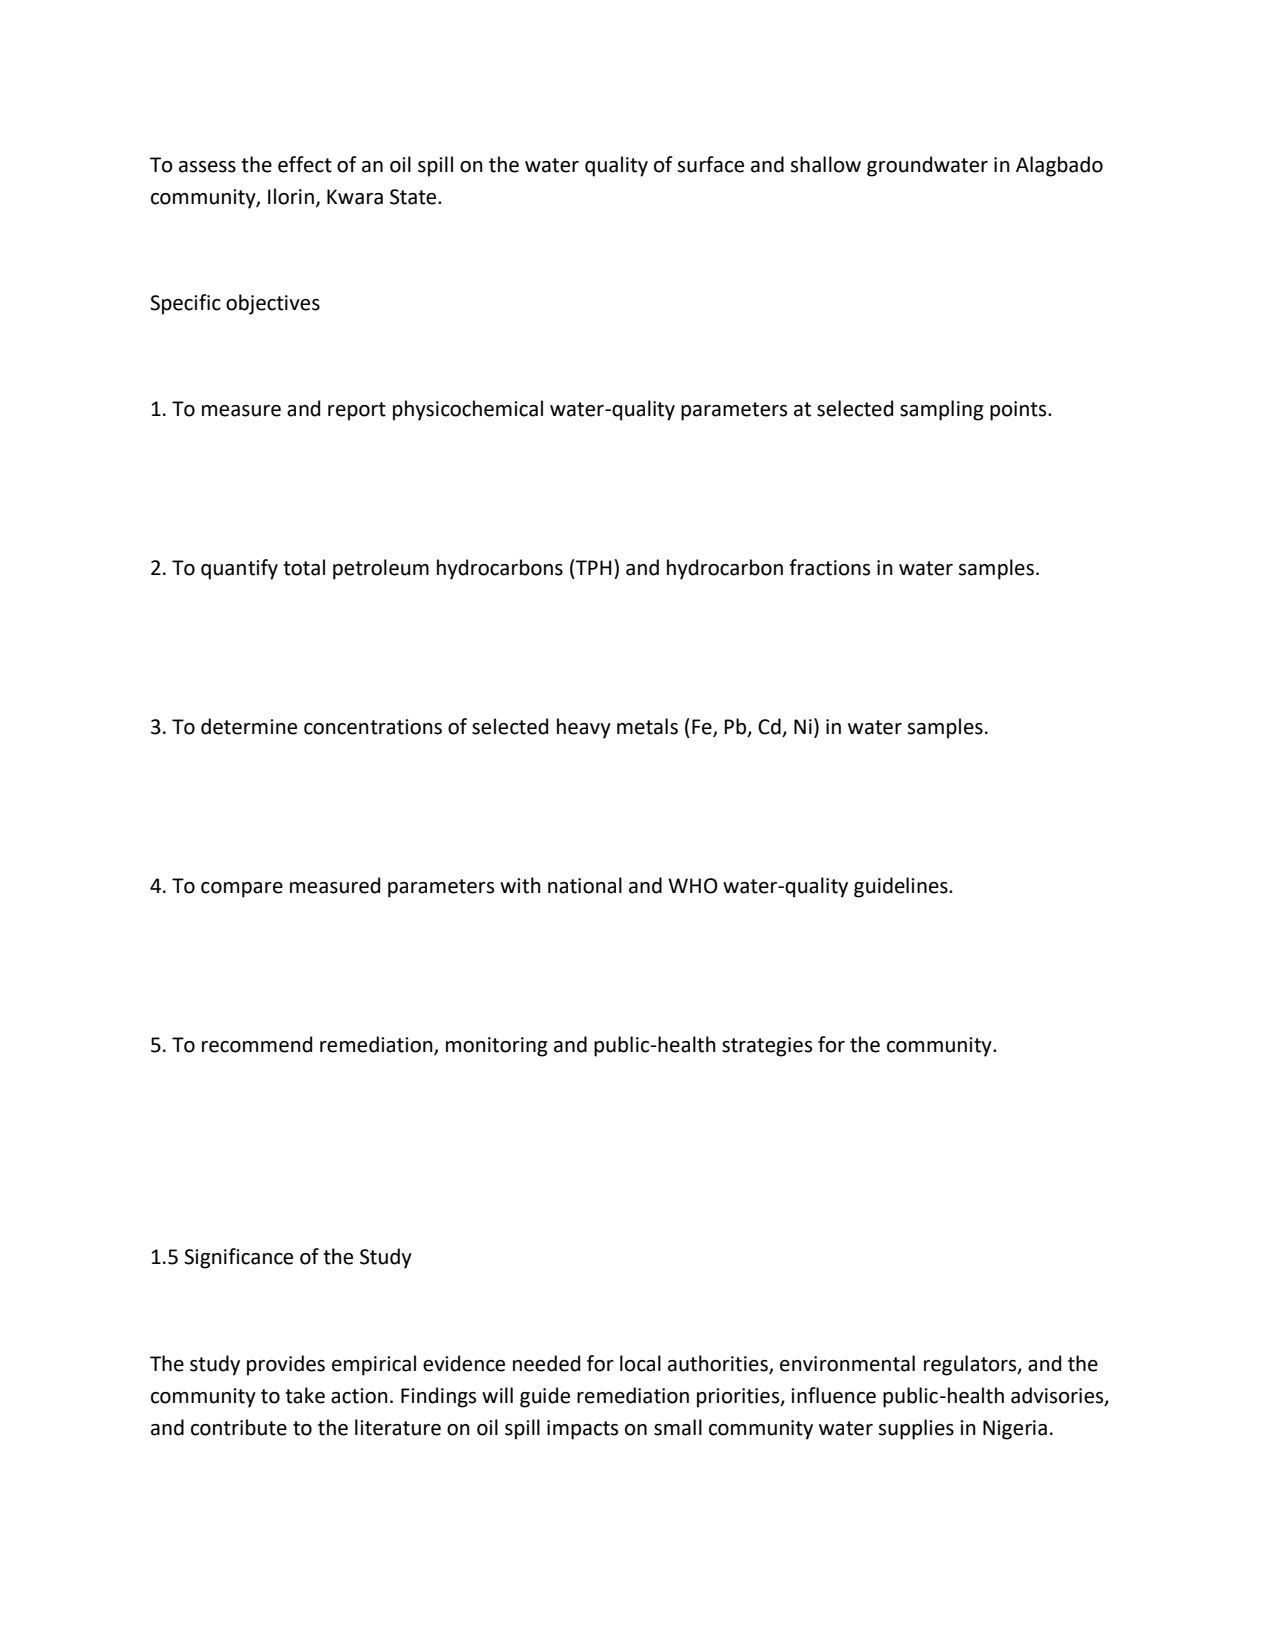 To assess the effect of an oil spill on the water quality of surface and shallow groundwater in Alagbado
community, Ilorin, Kwara State.
Specific objectives
1. To measure and report physicochemical water-quality parameters at selected sampling points.
2. To quantify total petroleum hydrocarbons (TPH) and hydrocarbon fractions in water samples.
3. To determine concentrations of selected heavy metals (Fe, Pb, Cd, Ni) in water samples.
4. To compare measured parameters with national and WHO water-quality guidelines.
5. To recommend remediation, monitoring and public-health strategies for the community.
1.5 Significance of the Study
The study provides empirical evidence needed for local authorities, environmental regulators, and the
community to take action. Findings will guide remediation priorities, influence public-health advisories,
and contribute to the literature on oil spill impacts on small community water supplies in Nigeria.